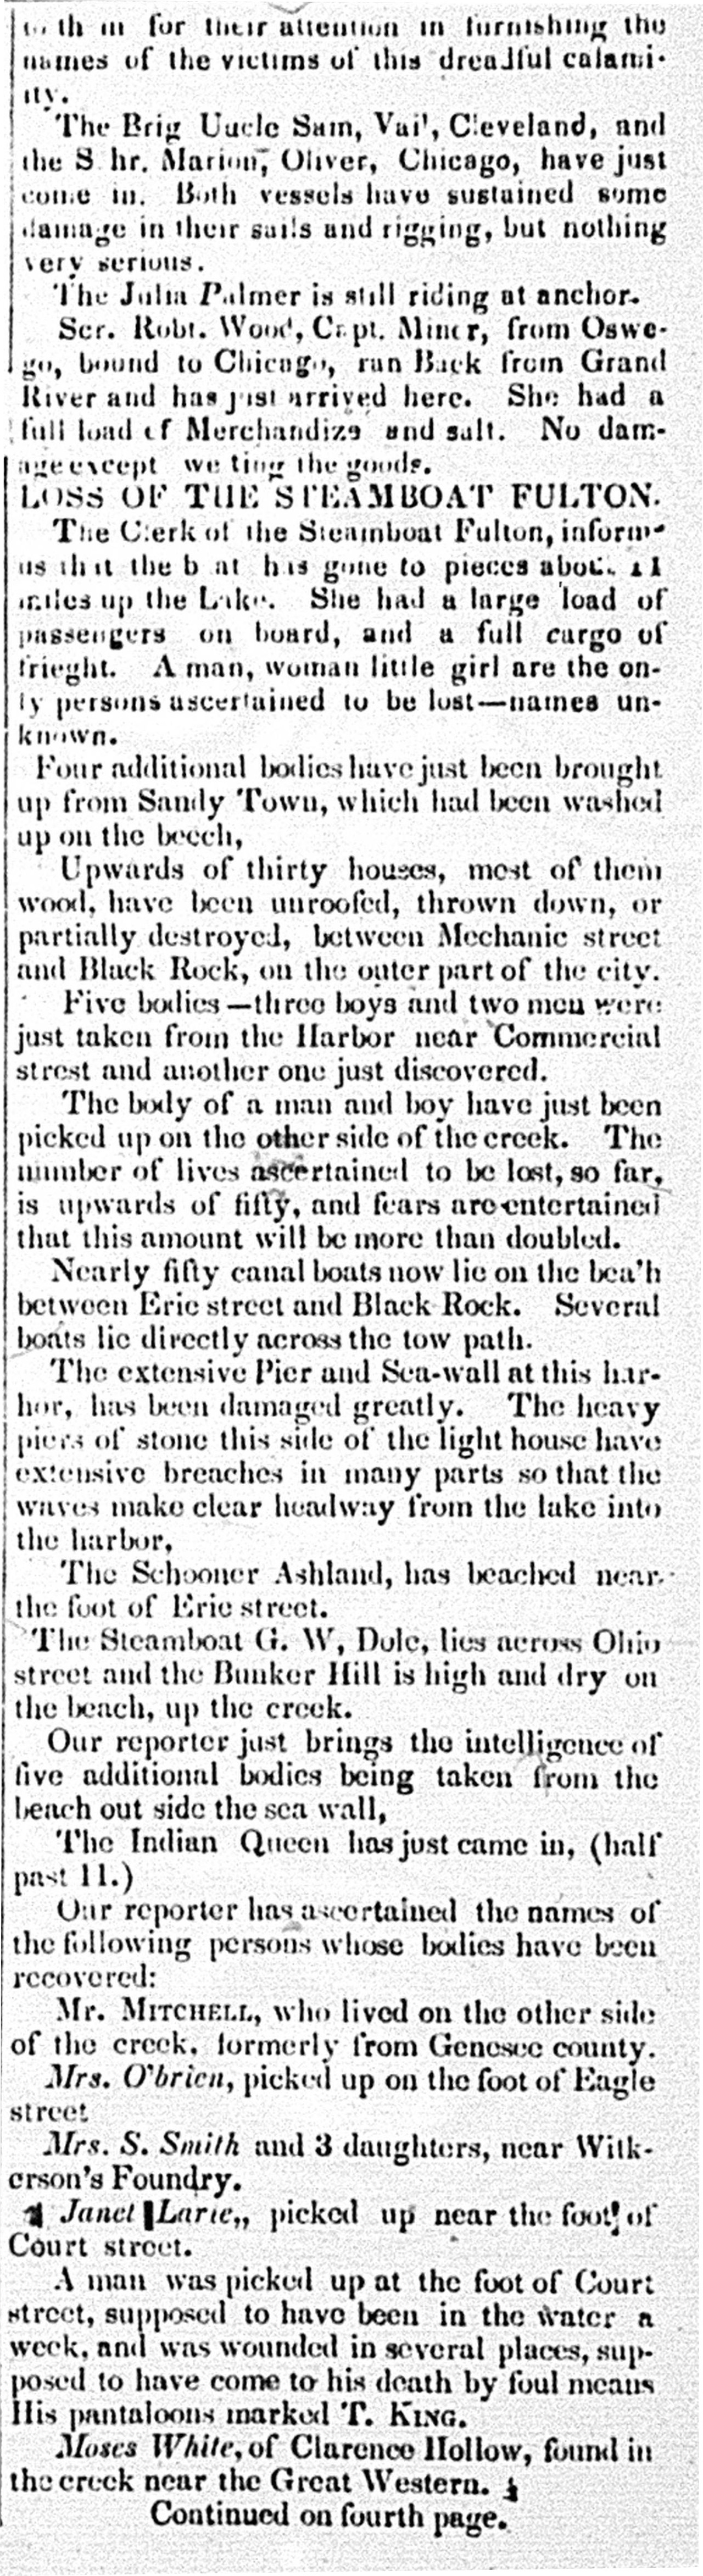 to th m for their attention in furnishing the
names of the victims of this dreadful calami-
ity.
The Brig Uucle Sam, Vai', Cleveland, and
the S hr. Marion, Oliver, Chicago, have just
come in. Both vessels have sustained some
damage in their sails and rigging, but nothing
very serious.
The Julia Palmer is still riding at anchor.
Scr. Robt. Wood, Capt. Miner, from Oswe-
go, bound to Chicago, ran Back from Grand
River and has just arrived here. She had a
full load of Merchandize and salt. No dam-
age except we ting the goods.
LOSS OF THE STEAMBOAT FULTON.
The Clerk of the Steamboat Fulton, inform-
us that the b at has gone to pieces about 11
miles up the Lake. She had a large load of
passengers on board, and a full cargo of
frieght. A man, woman little girl are the on-
ly persons ascertained to be lost—names un-
known.
Four additional bodies have just been brought
up from Sandy Town, which had been washed
up on the beech,
Upwards of thirty houses, most of them
wood, have been unroofed, thrown down, or
partially destroyed, between Mechanic street
and Black Rock, on the outer part of the city.
Five bodies—three boys and two men were
just taken from the Harbor near Commercial
strest and another one just discovered.
The body of a man and boy have just been
picked up on the other side of the creek. The
number of lives ascertained to be lost, so far,
is upwards of fifty, and fears are entertained
that this amount will be more than doubled.
Nearly fifty canal boats now lie on the bea'h
between Erie street and Black Rock. Several
boats lie directly across the tow path.
The extensive Pier and Sea-wall at this har-
bor, has been damaged greatly. The heavy
piers of stone this side of the light house have
extensive breaches in many parts so that the
waves make clear headway from the lake into
the harbor,
The Schooner Ashland, has beached near
the foot of Erie street.
The Steamboat G. W, Dole, lies across Ohio
street and the Bunker Hill is high and dry on
the beach, up the creek.
Our reporter just brings the intelligence of
five additional bodies being taken from the
beach out side the sea wall,
The Indian Queen has just came in, (half
past 11.)
Our reporter has ascertained the names of
the following persons whose bodies have been
recovered:
Mr. MITCHELL, who lived on the other side
of the creek, formerly from Genesee county.
Mrs. O'brien, picked up on the foot of Eagle
street
Mrs. S. Smith and 3 daughters, near Wilk-
erson's Foundry.
Janet Larie,, picked up near the foot of
Court street.
A man was picked up at the foot of Court
street, supposed to have been in the water a
week, and was wounded in several places, sup-
posed to have come to his death by foul means
His pantaloons marked T. KING.
Moses White, of Clarence Hollow, found in
the creek near the Great Western.
Continued on fourth page.